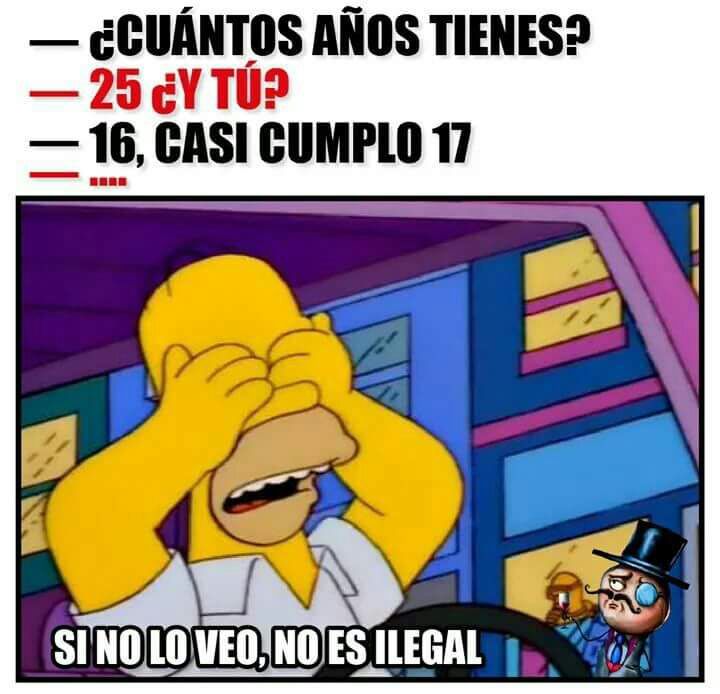 — ¿CUÁNTOS AÑOS TIENES?
— 25 ¿Y TÚ?
— 16, CASI CUMPLO 17
— ....
SI NO LO VEO, NO ES ILEGAL